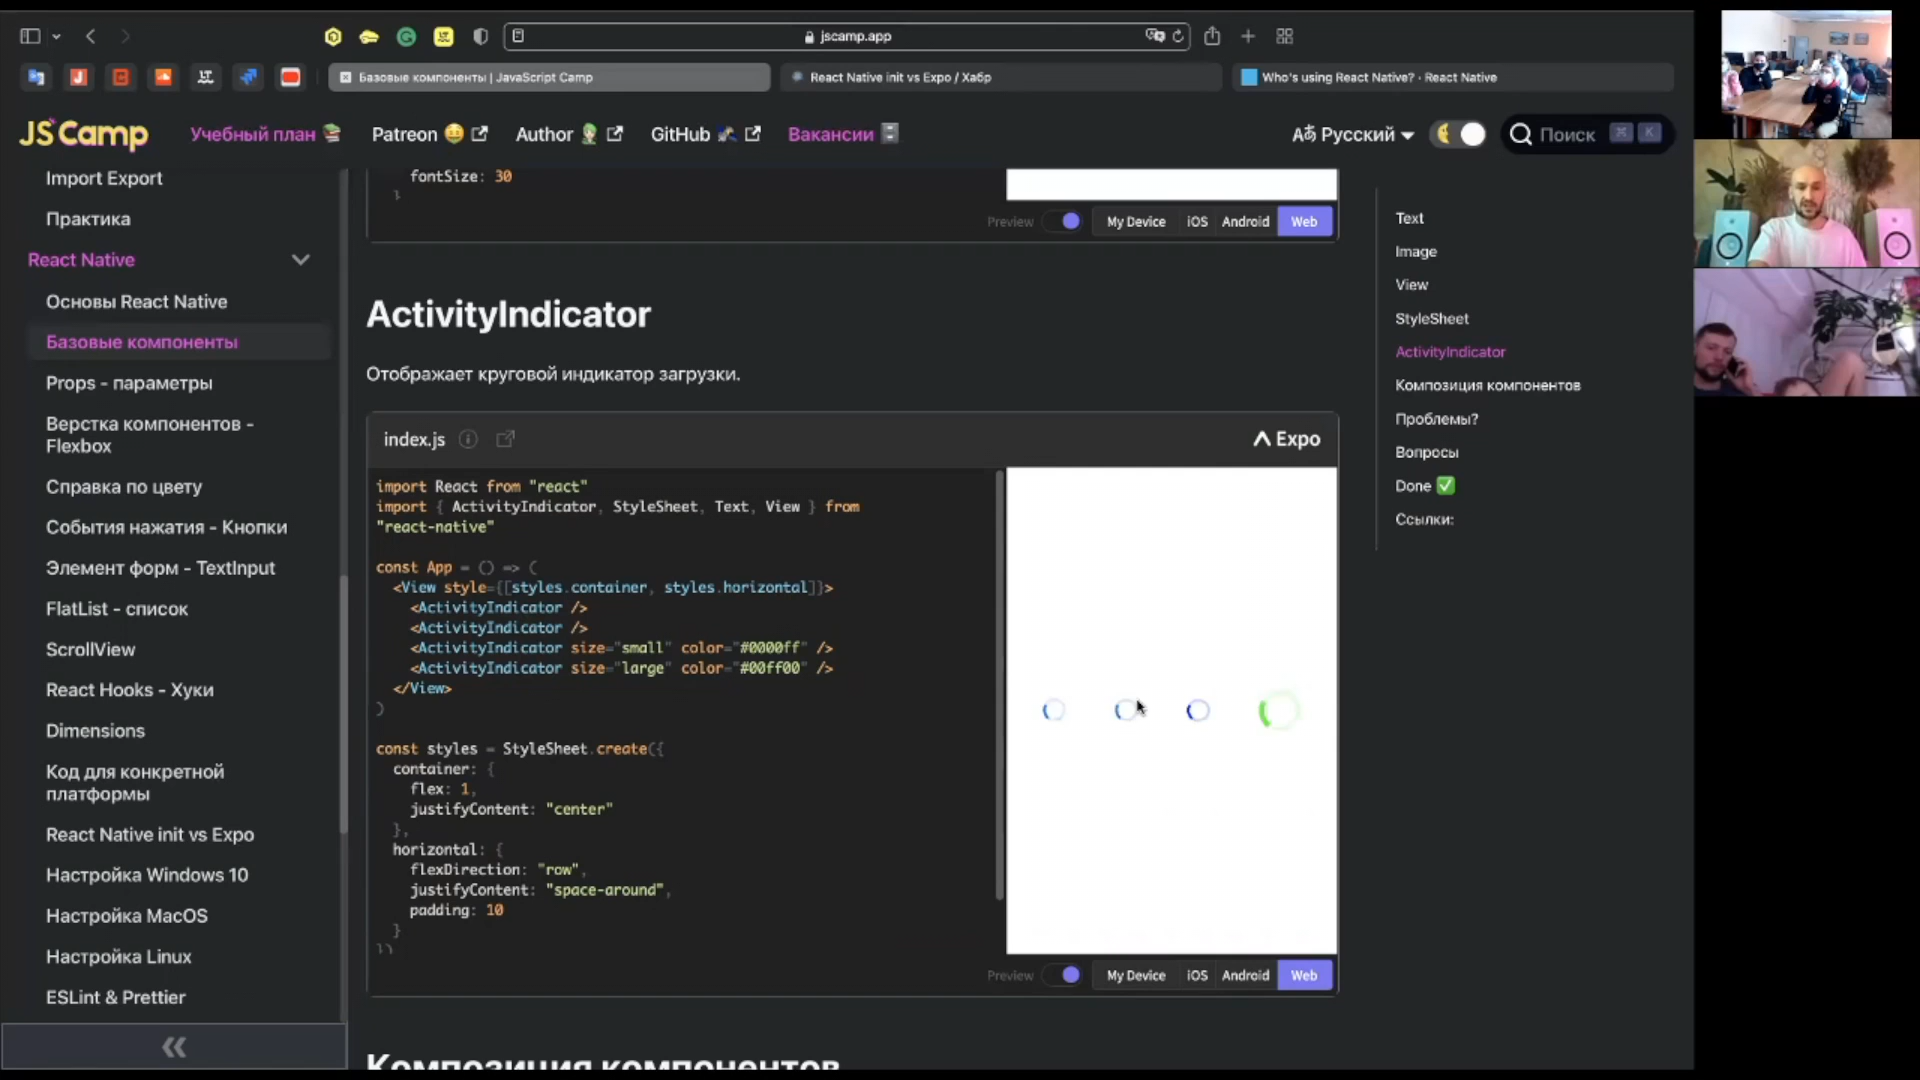 jscamp.app
Базовые компоненты | JavaScript Camp
React Native init vs Expo / Хабр
Who's using React Native? · React Native
JS Camp
Учебный план
Patreon
Author
GitHub
Вакансии
Русский
Поиск
K
Import Export
Практика
React Native
Основы React Native
Базовые компоненты
Props - параметры
Верстка компонентов -
Flexbox
Справка по цвету
События нажатия - Кнопки
Элемент форм - TextInput
FlatList - список
ScrollView
React Hooks - Хуки
Dimensions
Код для конкретной
платформы
React Native init vs Expo
Настройка Windows 10
Настройка MacOS
Настройка Linux
ESLint & Prettier
fontSize: 30
}
Preview
My Device
iOS
Android
Web
ActivityIndicator
Отображает круговой индикатор загрузки.
index.js
Expo
import React from "react"
import { ActivityIndicator, StyleSheet, Text, View } from
"react-native"
const App = () => (
<View style={[styles.container, styles.horizontal]}>
<ActivityIndicator />
<ActivityIndicator />
<ActivityIndicator size="small" color="#0000ff" />
<ActivityIndicator size="large" color="#00ff00" />
</View>
)
const styles = StyleSheet.create({
container: {
flex: 1,
justifyContent: "center"
},
horizontal: {
flexDirection: "row",
justifyContent: "space-around",
padding: 10
}
})
Preview
My Device
iOS
Android
Web
Композиция компонентов
Text
Image
View
StyleSheet
ActivityIndicator
Композиция компонентов
Проблемы?
Вопросы
Done ✅
Ссылки: